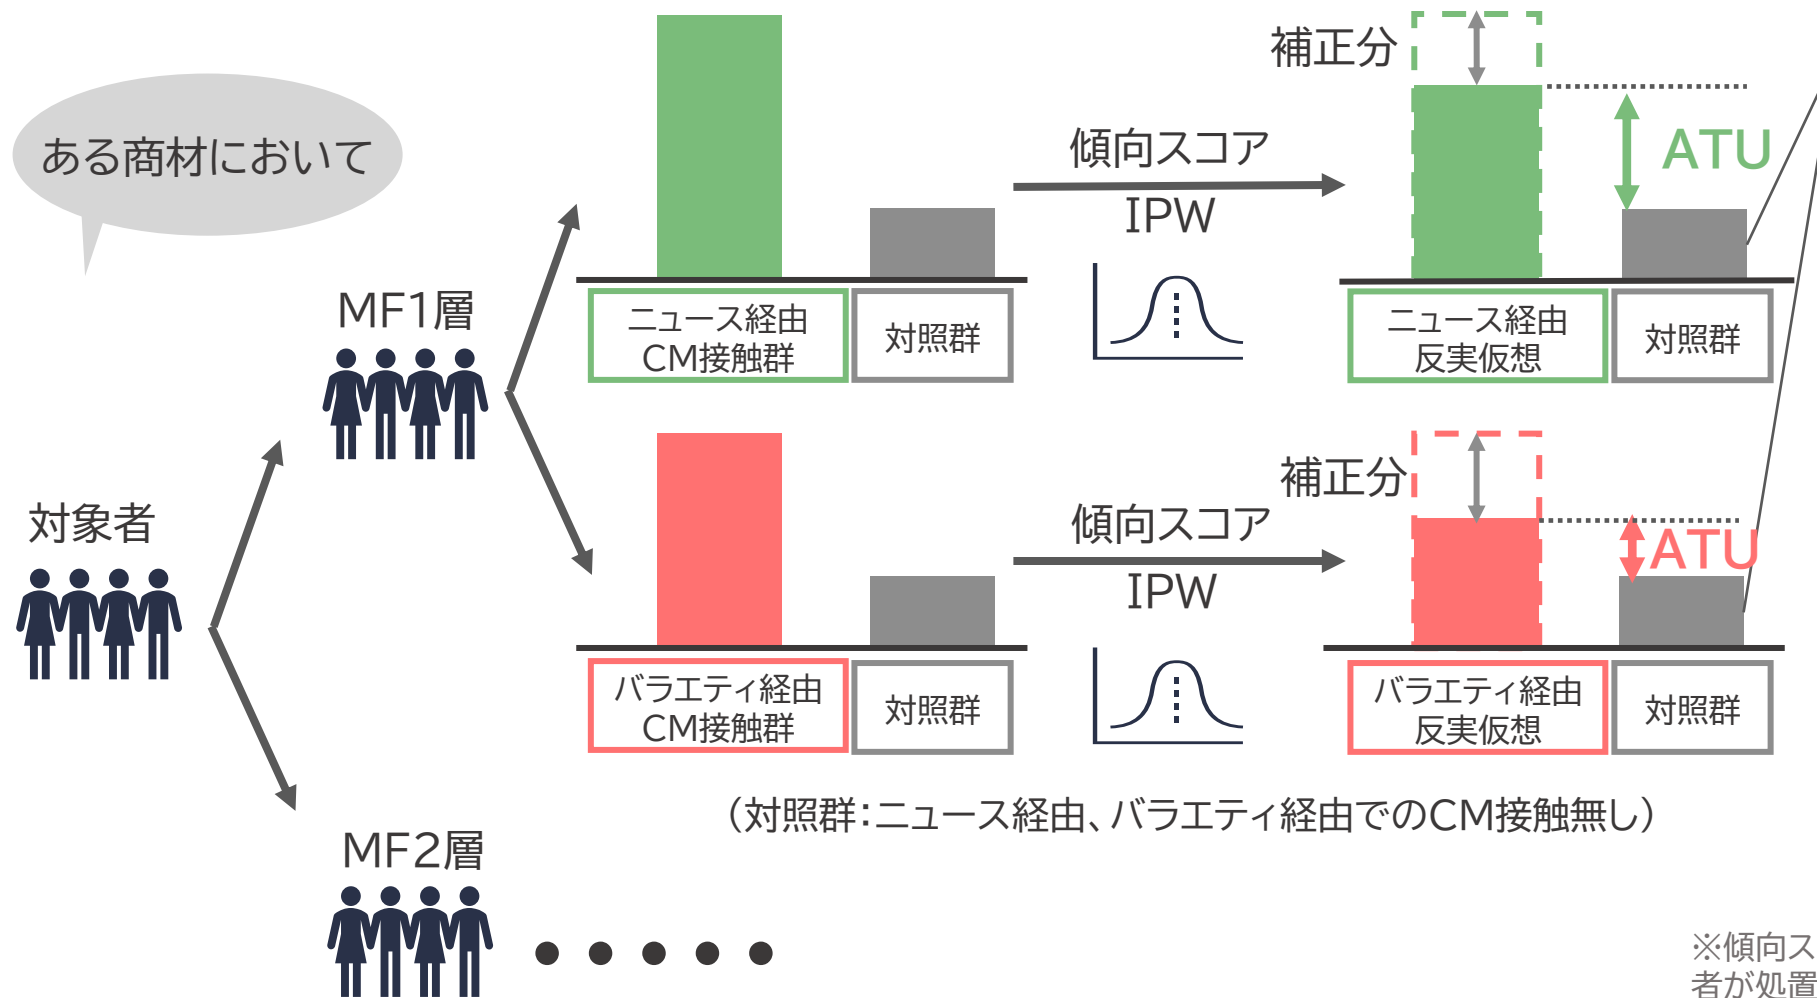 ある商材において
対象者
MF1層
MF2層
ニュース経由
CM接触群
対照群
傾向スコア
IPW
補正分
ATU
ニュース経由
反実仮想
対照群
バラエティ経由
CM接触群
対照群
傾向スコア
IPW
補正分
ATU
バラエティ経由
反実仮想
対照群
（対照群：ニュース経由、バラエティ経由でのCM接触無し）
※傾向ス
者が処置